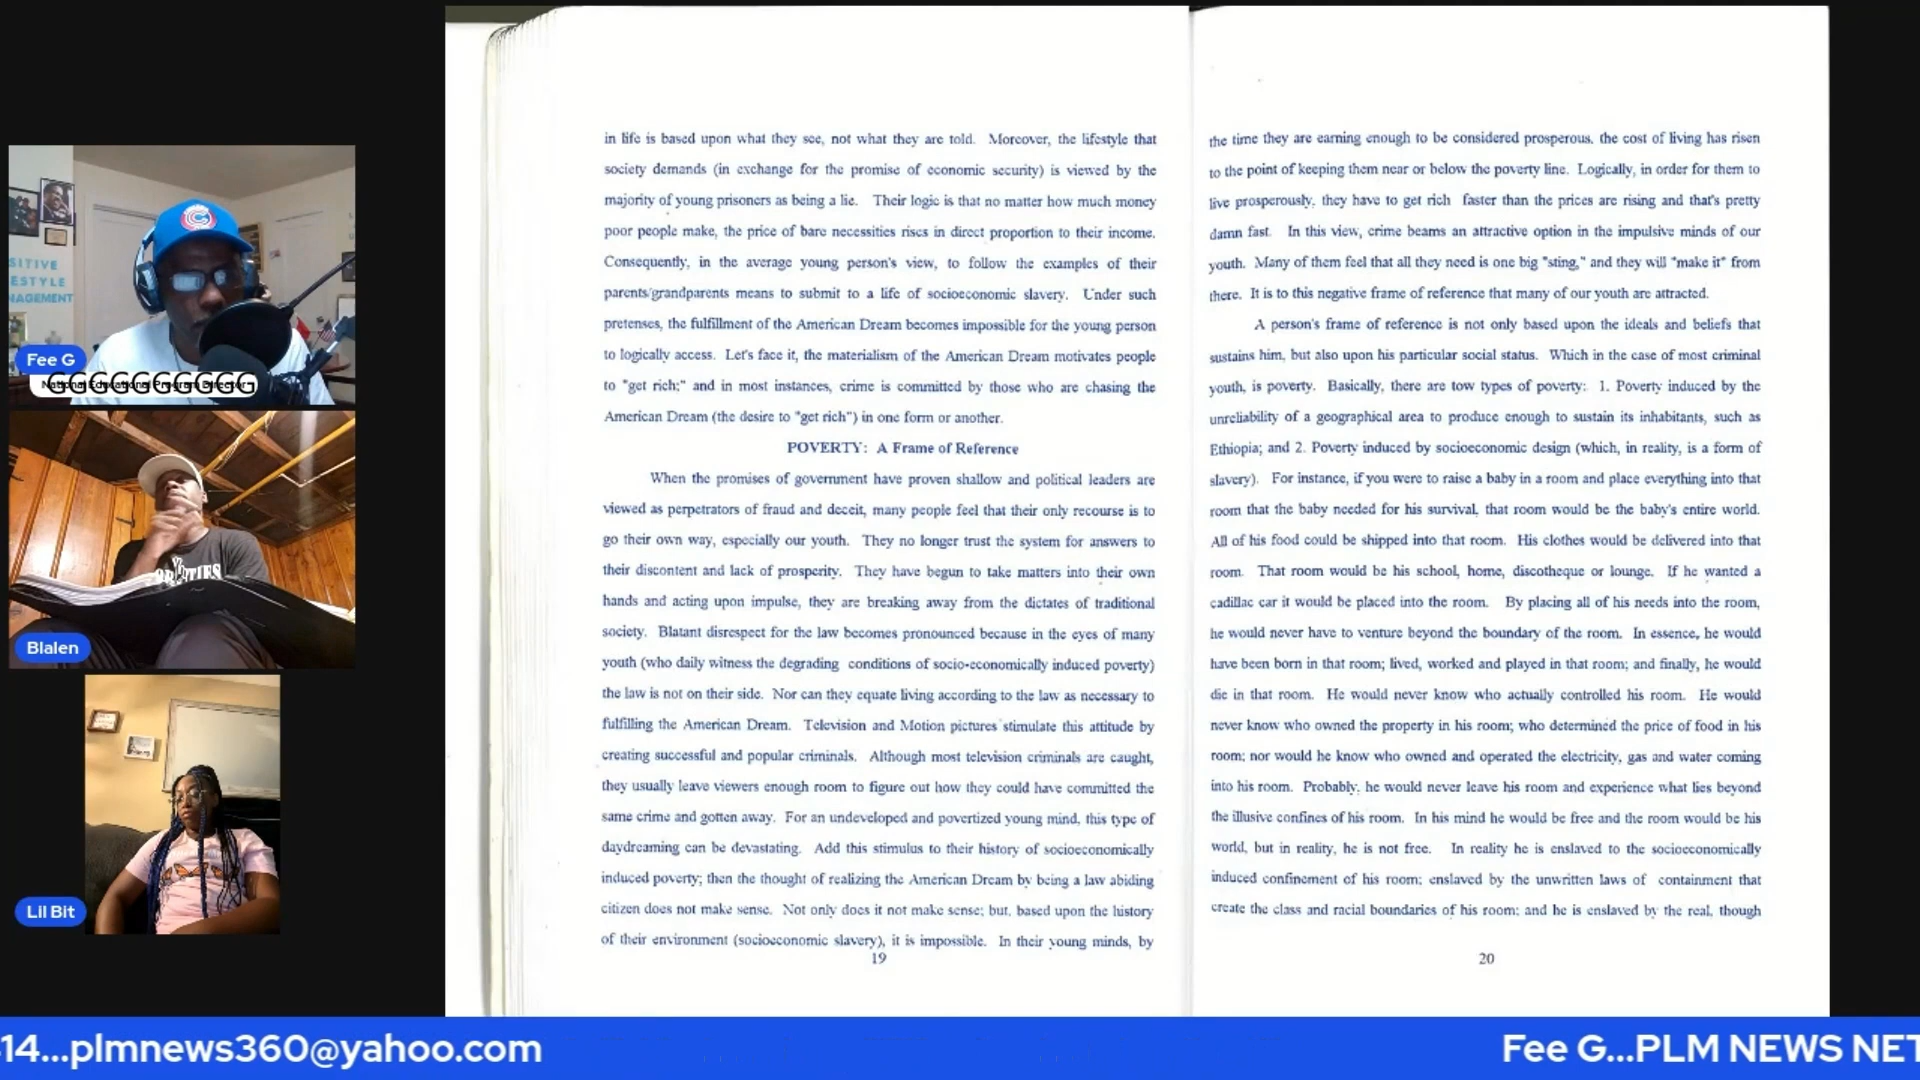 SITIVE
ESTYLE
NAGEMENT
Fee G
National Educational Program Director
GGGGGGGGGG
Blalen
Lil Bit
in life is based upon what they see, not what they are told. Moreover, the lifestyle that
society demands (in exchange for the promise of economic security) is viewed by the
majority of young prisoners as being a lie. Their logic is that no matter how much money
poor people make, the price of bare necessities rises in direct proportion to their income.
Consequently, in the average young person's view, to follow the examples of their
parents/grandparents means to submit to a life of socioeconomic slavery. Under such
pretenses, the fulfillment of the American Dream becomes impossible for the young person
to logically access. Let's face it, the materialism of the American Dream motivates people
to "get rich;" and in most instances, crime is committed by those who are chasing the
American Dream (the desire to "get rich") in one form or another.
POVERTY: A Frame of Reference
When the promises of government have proven shallow and political leaders are
viewed as perpetrators of fraud and deceit, many people feel that their only recourse is to
go their own way, especially our youth. They no longer trust the system for answers to
their discontent and lack of prosperity. They have begun to take matters into their own
hands and acting upon impulse, they are breaking away from the dictates of traditional
society. Blatant disrespect for the law becomes pronounced because in the eyes of many
youth (who daily witness the degrading conditions of socio-economically induced poverty)
the law is not on their side. Nor can they equate living according to the law as necessary to
fulfilling the American Dream. Television and Motion pictures stimulate this attitude by
creating successful and popular criminals. Although most television criminals are caught,
they usually leave viewers enough room to figure out how they could have committed the
same crime and gotten away. For an undeveloped and povertized young mind, this type of
daydreaming can be devastating. Add this stimulus to their history of socioeconomically
induced poverty; then the thought of realizing the American Dream by being a law abiding
citizen does not make sense. Not only does it not make sense; but, based upon the history
of their environment (socioeconomic slavery), it is impossible. In their young minds, by
19
the time they are earning enough to be considered prosperous, the cost of living has risen
to the point of keeping them near or below the poverty line. Logically, in order for them to
live prosperously, they have to get rich faster than the prices are rising and that's pretty
damn fast. In this view, crime beams an attractive option in the impulsive minds of our
youth. Many of them feel that all they need is one big "sting," and they will "make it" from
there. It is to this negative frame of reference that many of our youth are attracted.
A person's frame of reference is not only based upon the ideals and beliefs that
sustains him, but also upon his particular social status. Which in the case of most criminal
youth, is poverty. Basically, there are tow types of poverty: 1. Poverty induced by the
unreliability of a geographical area to produce enough to sustain its inhabitants, such as
Ethiopia; and 2. Poverty induced by socioeconomic design (which, in reality, is a form of
slavery). For instance, if you were to raise a baby in a room and place everything into that
room that the baby needed for his survival, that room would be the baby's entire world.
All of his food could be shipped into that room. His clothes would be delivered into that
room. That room would be his school, home, discotheque or lounge. If he wanted a
cadillac car it would be placed into the room. By placing all of his needs into the room,
he would never have to venture beyond the boundary of the room. In essence, he would
have been born in that room; lived, worked and played in that room; and finally, he would
die in that room. He would never know who actually controlled his room. He would
never know who owned the property in his room; who determined the price of food in his
room; nor would he know who owned and operated the electricity, gas and water coming
into his room. Probably, he would never leave his room and experience what lies beyond
the illusive confines of his room. In his mind he would be free and the room would be his
world, but in reality, he is not free. In reality he is enslaved to the socioeconomically
induced confinement of his room; enslaved by the unwritten laws of containment that
create the class and racial boundaries of his room; and he is enslaved by the real, though
20
14...plmnews360@yahoo.com
Fee G...PLM NEWS NET